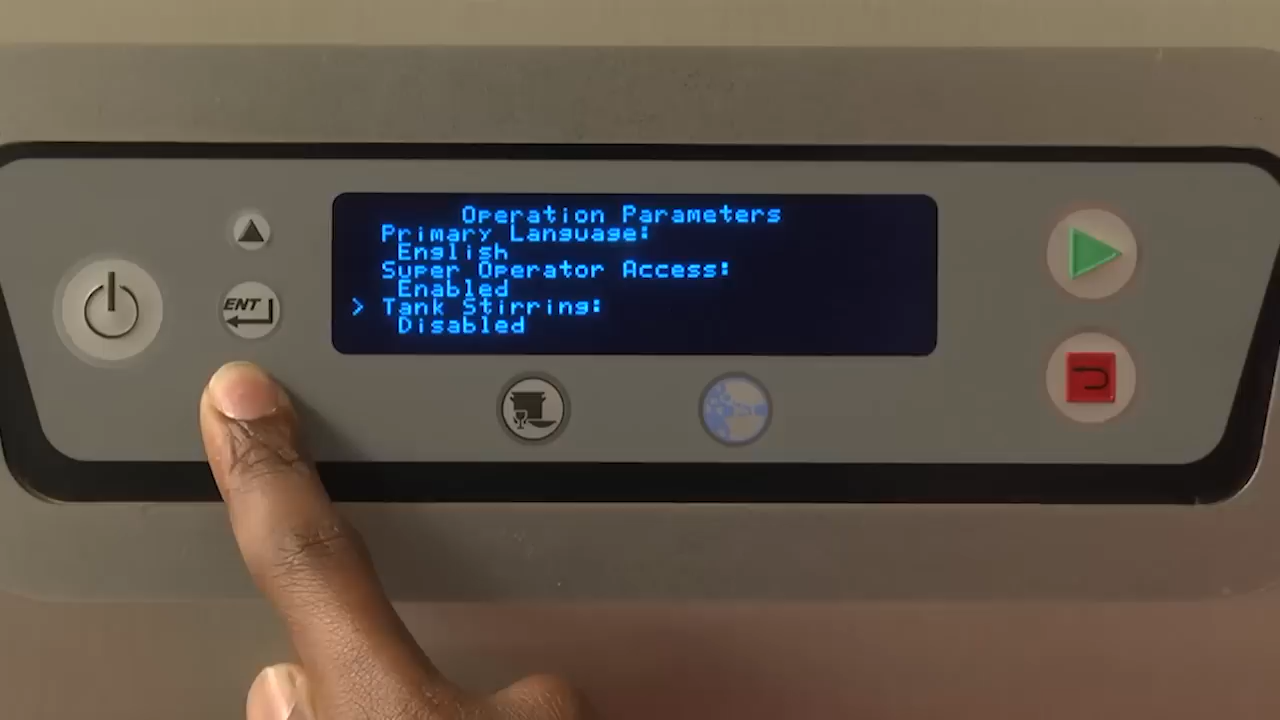 Operation Parameters
Primary Language:
English
Super Operator Access:
Enabled
> Tank Stirring:
Disabled
ENT